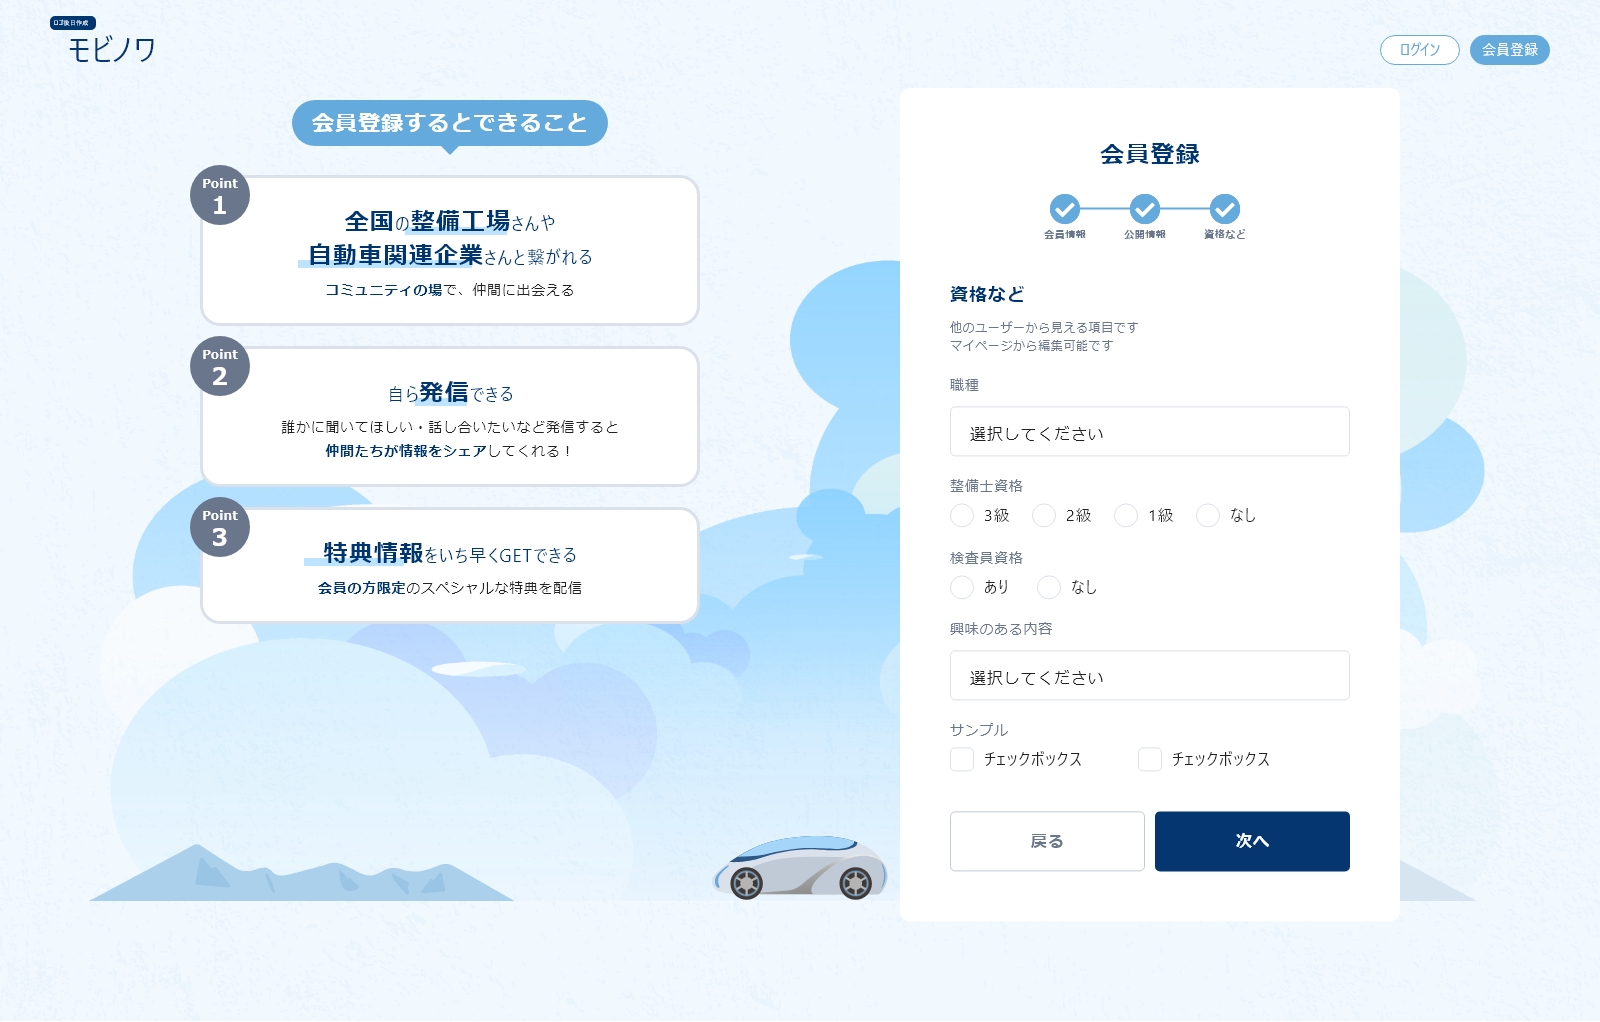 ロゴ後日作成
モビノワ
ログイン
会員登録
会員登録するとできること
Point
1
全国の整備工場さんや
自動車関連企業さんと繋がれる
コミュニティの場で、仲間に出会える
Point
2
自ら発信できる
誰かに聞いてほしい・話し合いたいなど発信すると
仲間たちが情報をシェアしてくれる！
Point
3
特典情報をいち早くGETできる
会員の方限定のスペシャルな特典を配信
会員登録
会員情報
公開情報
資格など
資格など
他のユーザーから見える項目です
マイページから編集可能です
職種
選択してください
整備士資格
3級
2級
1級
なし
検査員資格
あり
なし
興味のある内容
選択してください
サンプル
チェックボックス
チェックボックス
戻る
次へ